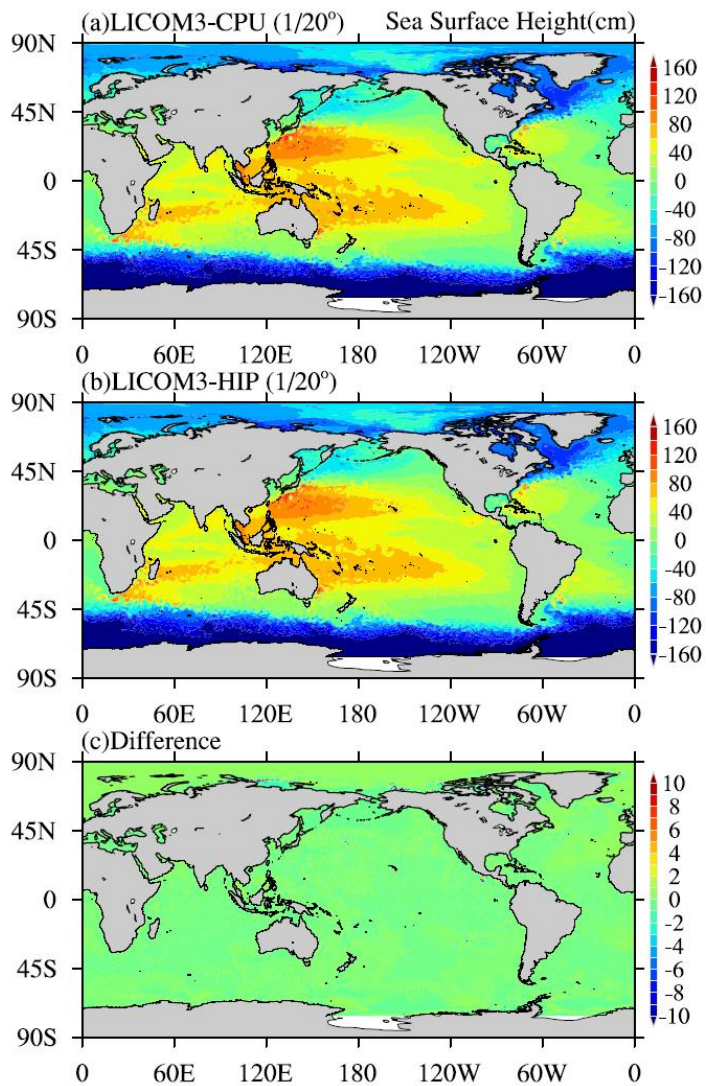 (a)LICOM3-CPU (1/20°) Sea Surface Height(cm)
90N
45N
0
45S
90S
0 60E 120E 180 120W 60W 0
160
120
80
40
0
-40
-80
-120
-160
(b)LICOM3-HIP (1/20°)
90N
45N
0
45S
90S
0 60E 120E 180 120W 60W 0
160
120
80
40
0
-40
-80
-120
-160
(c)Difference
90N
45N
0
45S
90S
0 60E 120E 180 120W 60W 0
10
8
6
4
2
0
-2
-4
-6
-8
-10